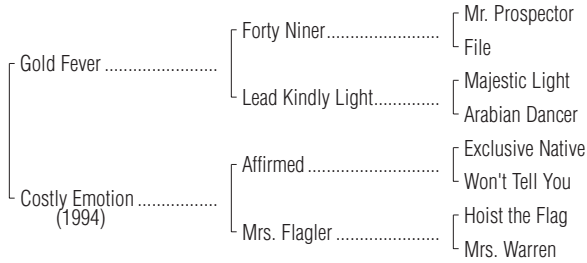 Mr. Prospector
Forty Niner
File
Gold Fever
Majestic Light
Lead Kindly Light
Arabian Dancer
Exclusive Native
Affirmed
Won't Tell You
Costly Emotion
(1994)
Hoist the Flag
Mrs. Flagler
Mrs. Warren